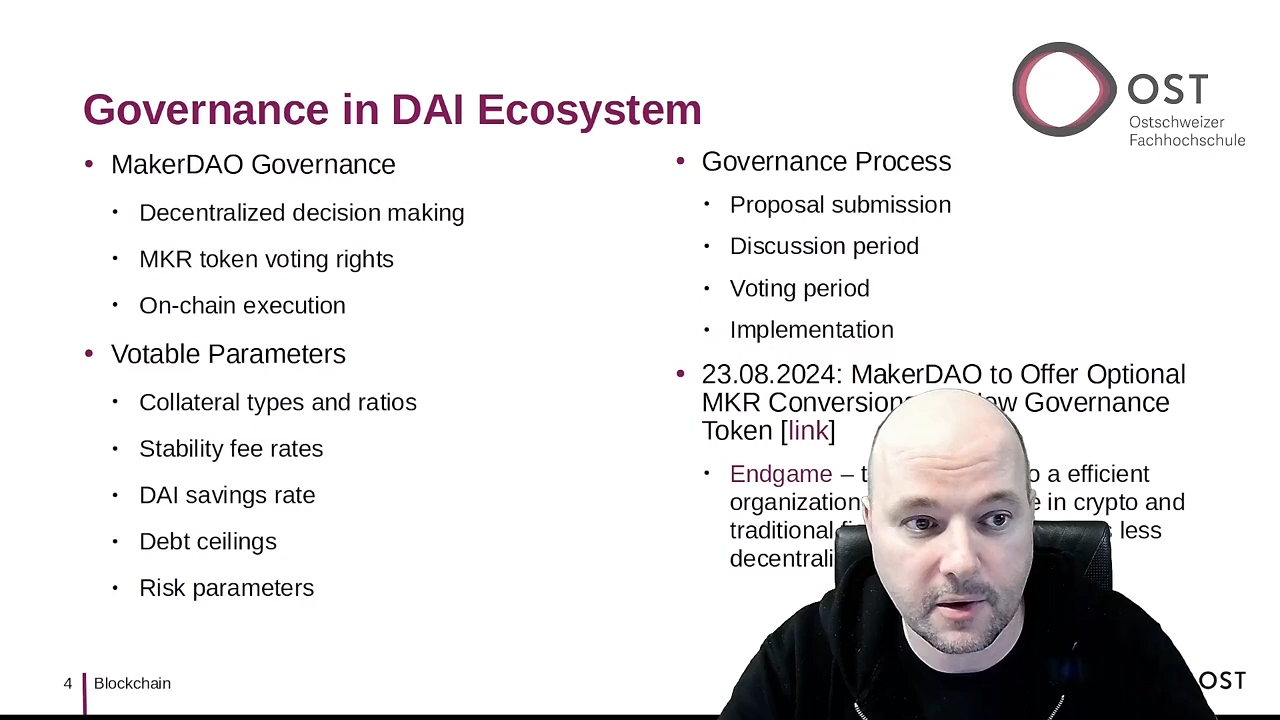 OST
Ostschweizer
Fachhochschule
Governance in DAI Ecosystem
• MakerDAO Governance
• Decentralized decision making
• MKR token voting rights
• On-chain execution
• Votable Parameters
• Collateral types and ratios
• Stability fee rates
• DAI savings rate
• Debt ceilings
• Risk parameters
• Governance Process
• Proposal submission
• Discussion period
• Voting period
• Implementation
• 23.08.2024: MakerDAO to Offer Optional
MKR Conversions Governance
Token [link]
• Endgame – a efficient
organization in crypto and
traditional less
4 Blockchain
OST